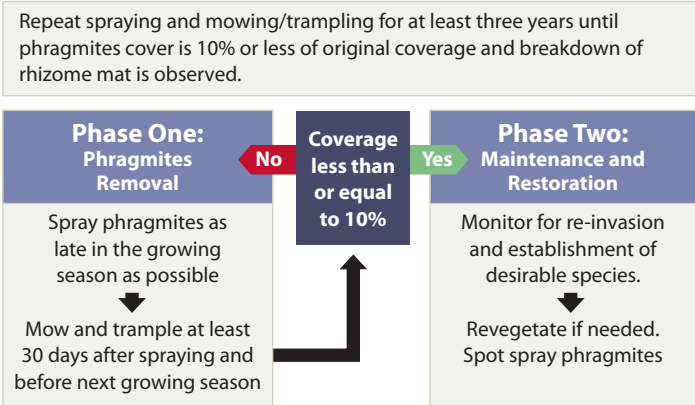 Repeat spraying and mowing/trampling for at least three years until
phragmites cover is 10% or less of original coverage and breakdown of
rhizome mat is observed.
Phase One:
Phragmites
Removal
Spray phragmites as
late in the growing
season as possible
Mow and trample at least
30 days after spraying and
before next growing season
No
Coverage
less than
or equal
to 10%
Yes
Phase Two:
Maintenance and
Restoration
Monitor for re-invasion
and establishment of
desirable species.
Revegetate if needed.
Spot spray phragmites